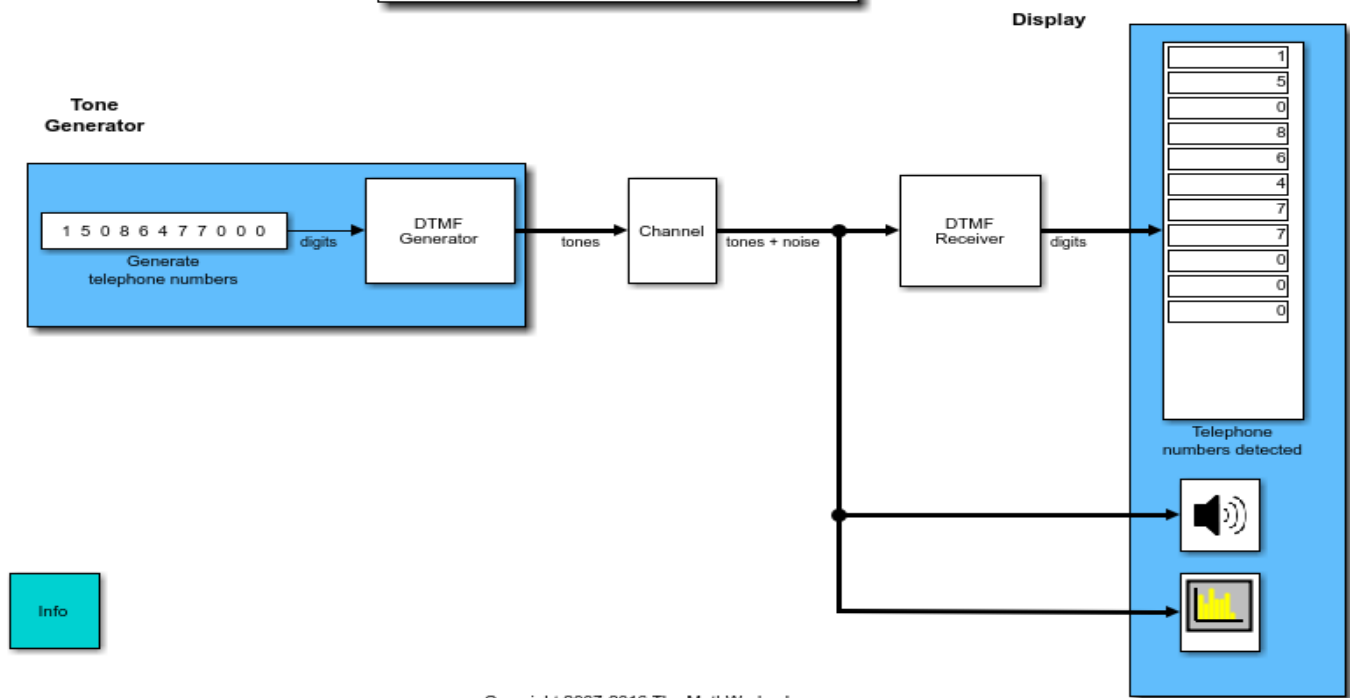 Display
1
5
0
8
6
4
7
7
0
0
0
Tone
Generator
1 5 0 8 6 4 7 7 0 0 0
digits
Generate
telephone numbers
DTMF
Generator
tones
Channel
tones + noise
DTMF
Receiver
digits
Telephone
numbers detected
Info